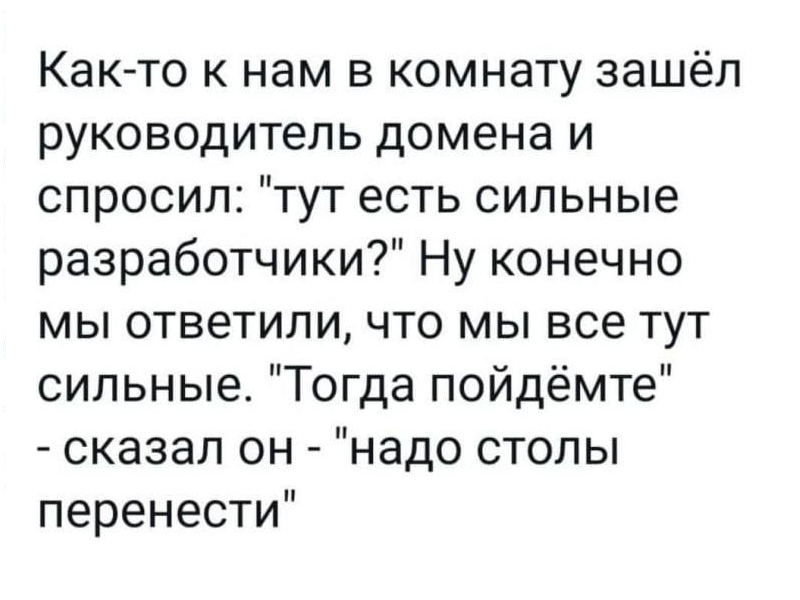 Как-то к нам в комнату зашёл
руководитель домена и
спросил: "тут есть сильные
разработчики?" Ну конечно
мы ответили, что мы все тут
сильные. "Тогда пойдёмте"
- сказал он - "надо столы
перенести"